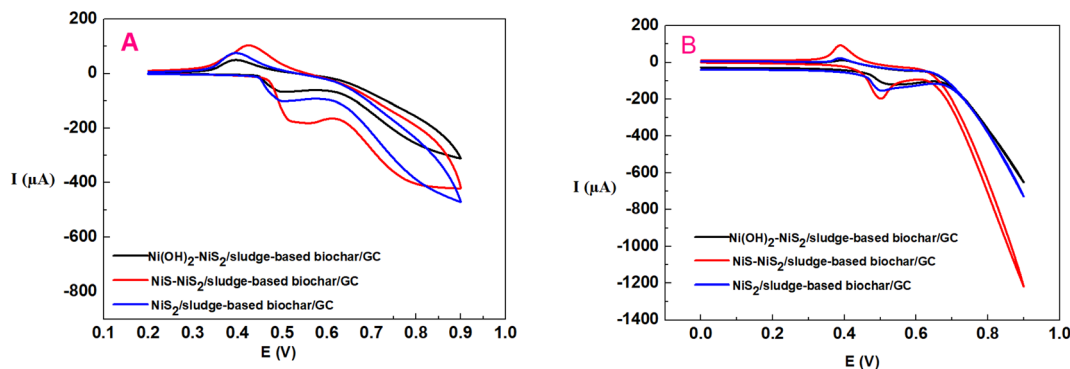 A
200
0
-200
-400
-600
-800
I (μA)
Ni(OH)2-NiS2/sludge-based biochar/GC
NiS-NiS2/sludge-based biochar/GC
NiS2/sludge-based biochar/GC
0.1 0.2 0.3 0.4 0.5 0.6 0.7 0.8 0.9 1.0
E (V)
B
200
0
-200
-400
-600
-800
-1000
-1200
-1400
I (μA)
Ni(OH)2-NiS2/sludge-based biochar/GC
NiS-NiS2/sludge-based biochar/GC
NiS2/sludge-based biochar/GC
0.0 0.2 0.4 0.6 0.8 1.0
E (V)